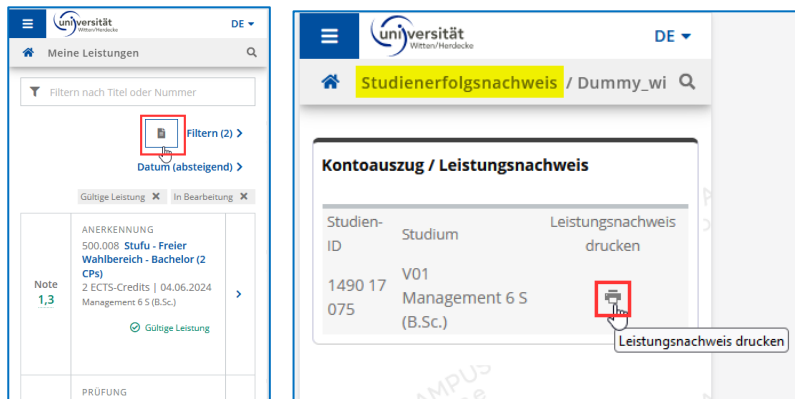 universität
Witten/Herdecke
DE
Meine Leistungen
Filtern nach Titel oder Nummer
Filtern (2)
Datum (absteigend)
Gültige Leistung X In Bearbeitung X
ANERKENNUNG
500.008 Stufu - Freier
Wahlbereich - Bachelor (2
CPs)
2 ECTS-Credits | 04.06.2024
Management 6 S (B.Sc.)
Note
1,3
Gültige Leistung
PRÜFUNG
universität
Witten/Herdecke
DE
Studienerfolgsnachweis / Dummy_wi
Kontoauszug / Leistungsnachweis
Studien-
ID
Studium
Leistungsnachweis
drucken
1490 17
075
V01
Management 6 S
(B.Sc.)
Leistungsnachweis drucken